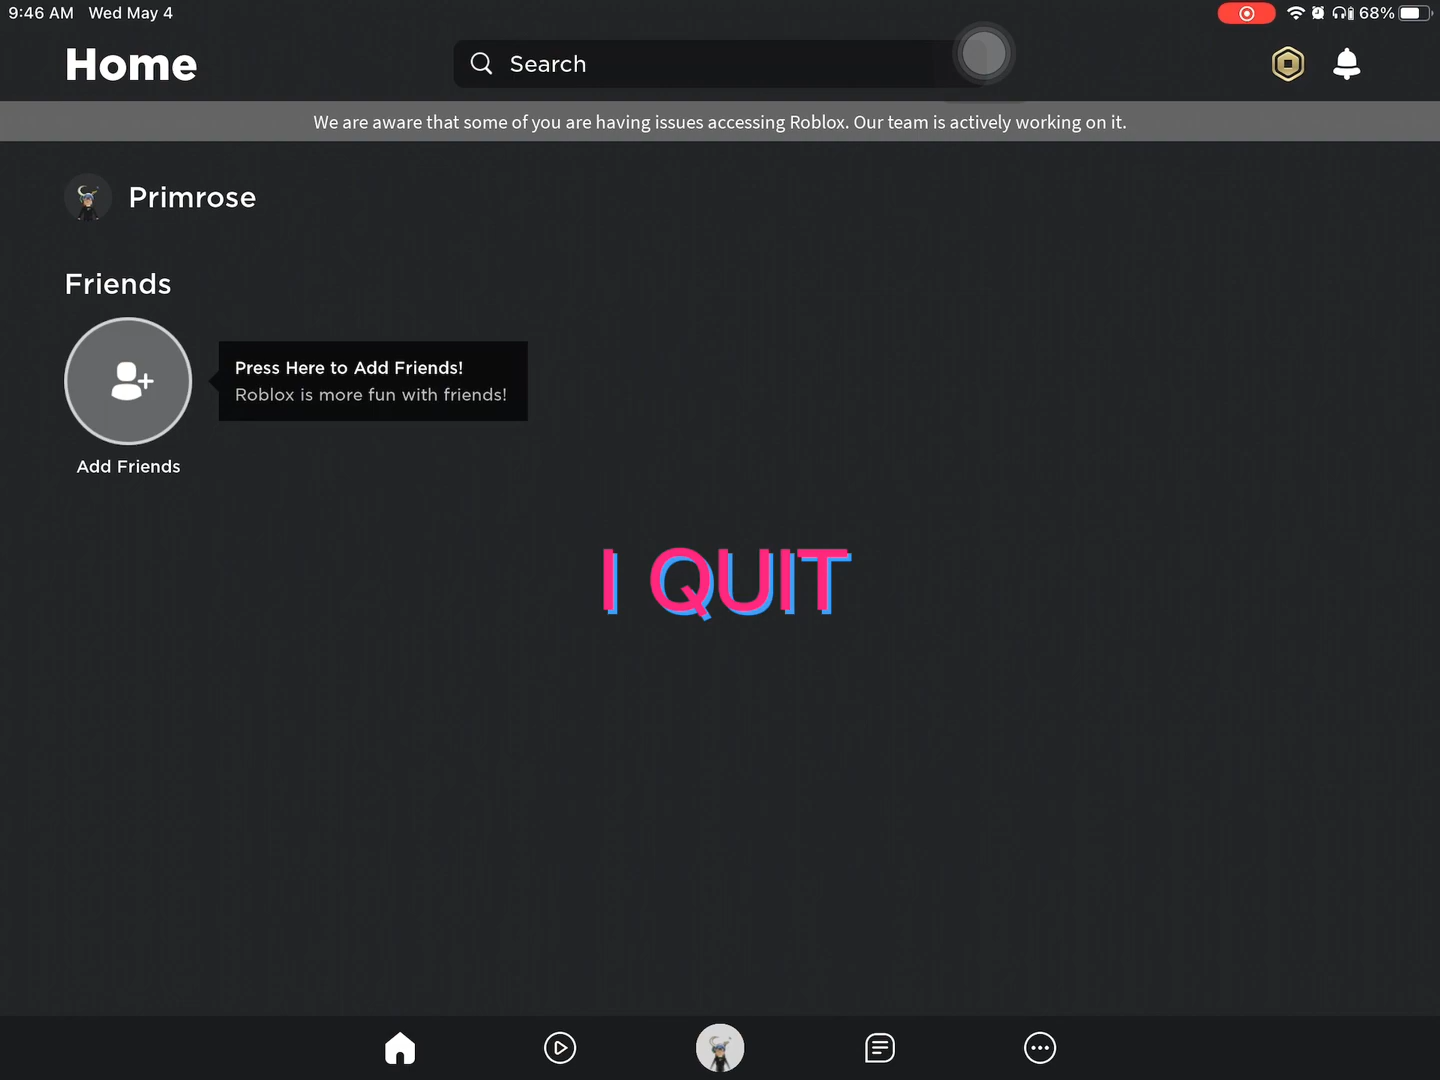 9:46 AM Wed May 4
68%
Home
Search
We are aware that some of you are having issues accessing Roblox. Our team is actively working on it.
Primrose
Friends
Press Here to Add Friends!
Roblox is more fun with friends!
Add Friends
I QUIT